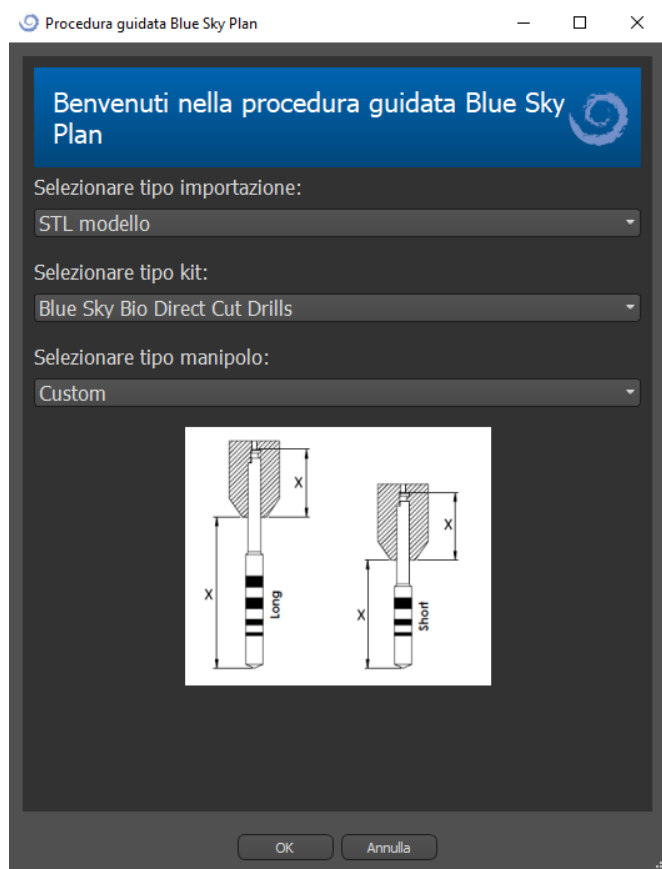 Procedura guidata Blue Sky Plan
Benvenuti nella procedura guidata Blue Sky
Plan
Selezionare tipo importazione:
STL modello
Selezionare tipo kit:
Blue Sky Bio Direct Cut Drills
Selezionare tipo manipolo:
Custom
X
X
X
Long
X
Short
OK
Annulla